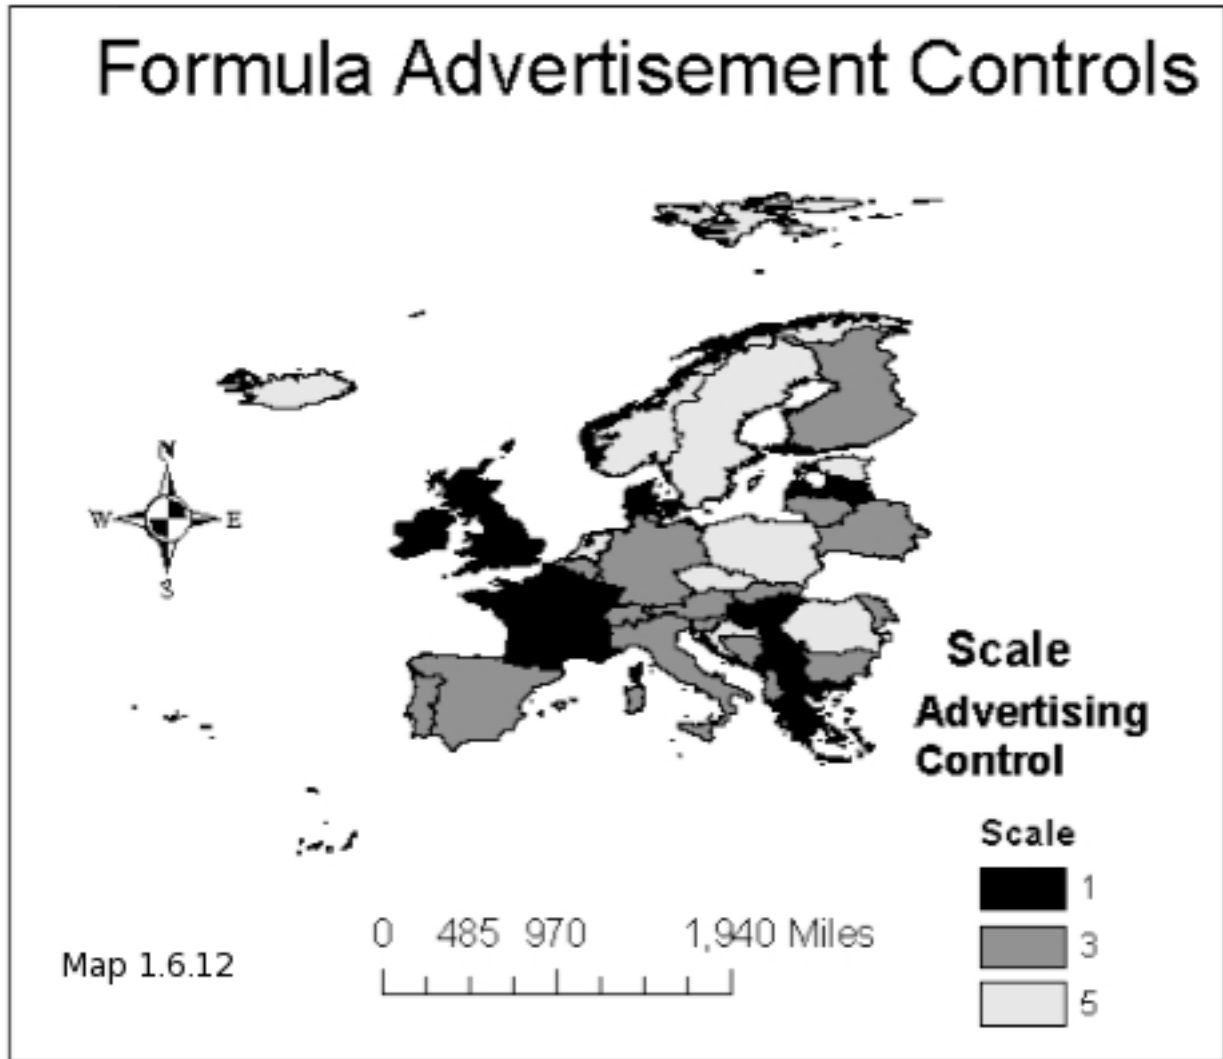 Formula Advertisement Controls
N
W E
S
Scale
Advertising
Control
Scale
1
3
5
0 485 970 1,940 Miles
Map 1.6.12